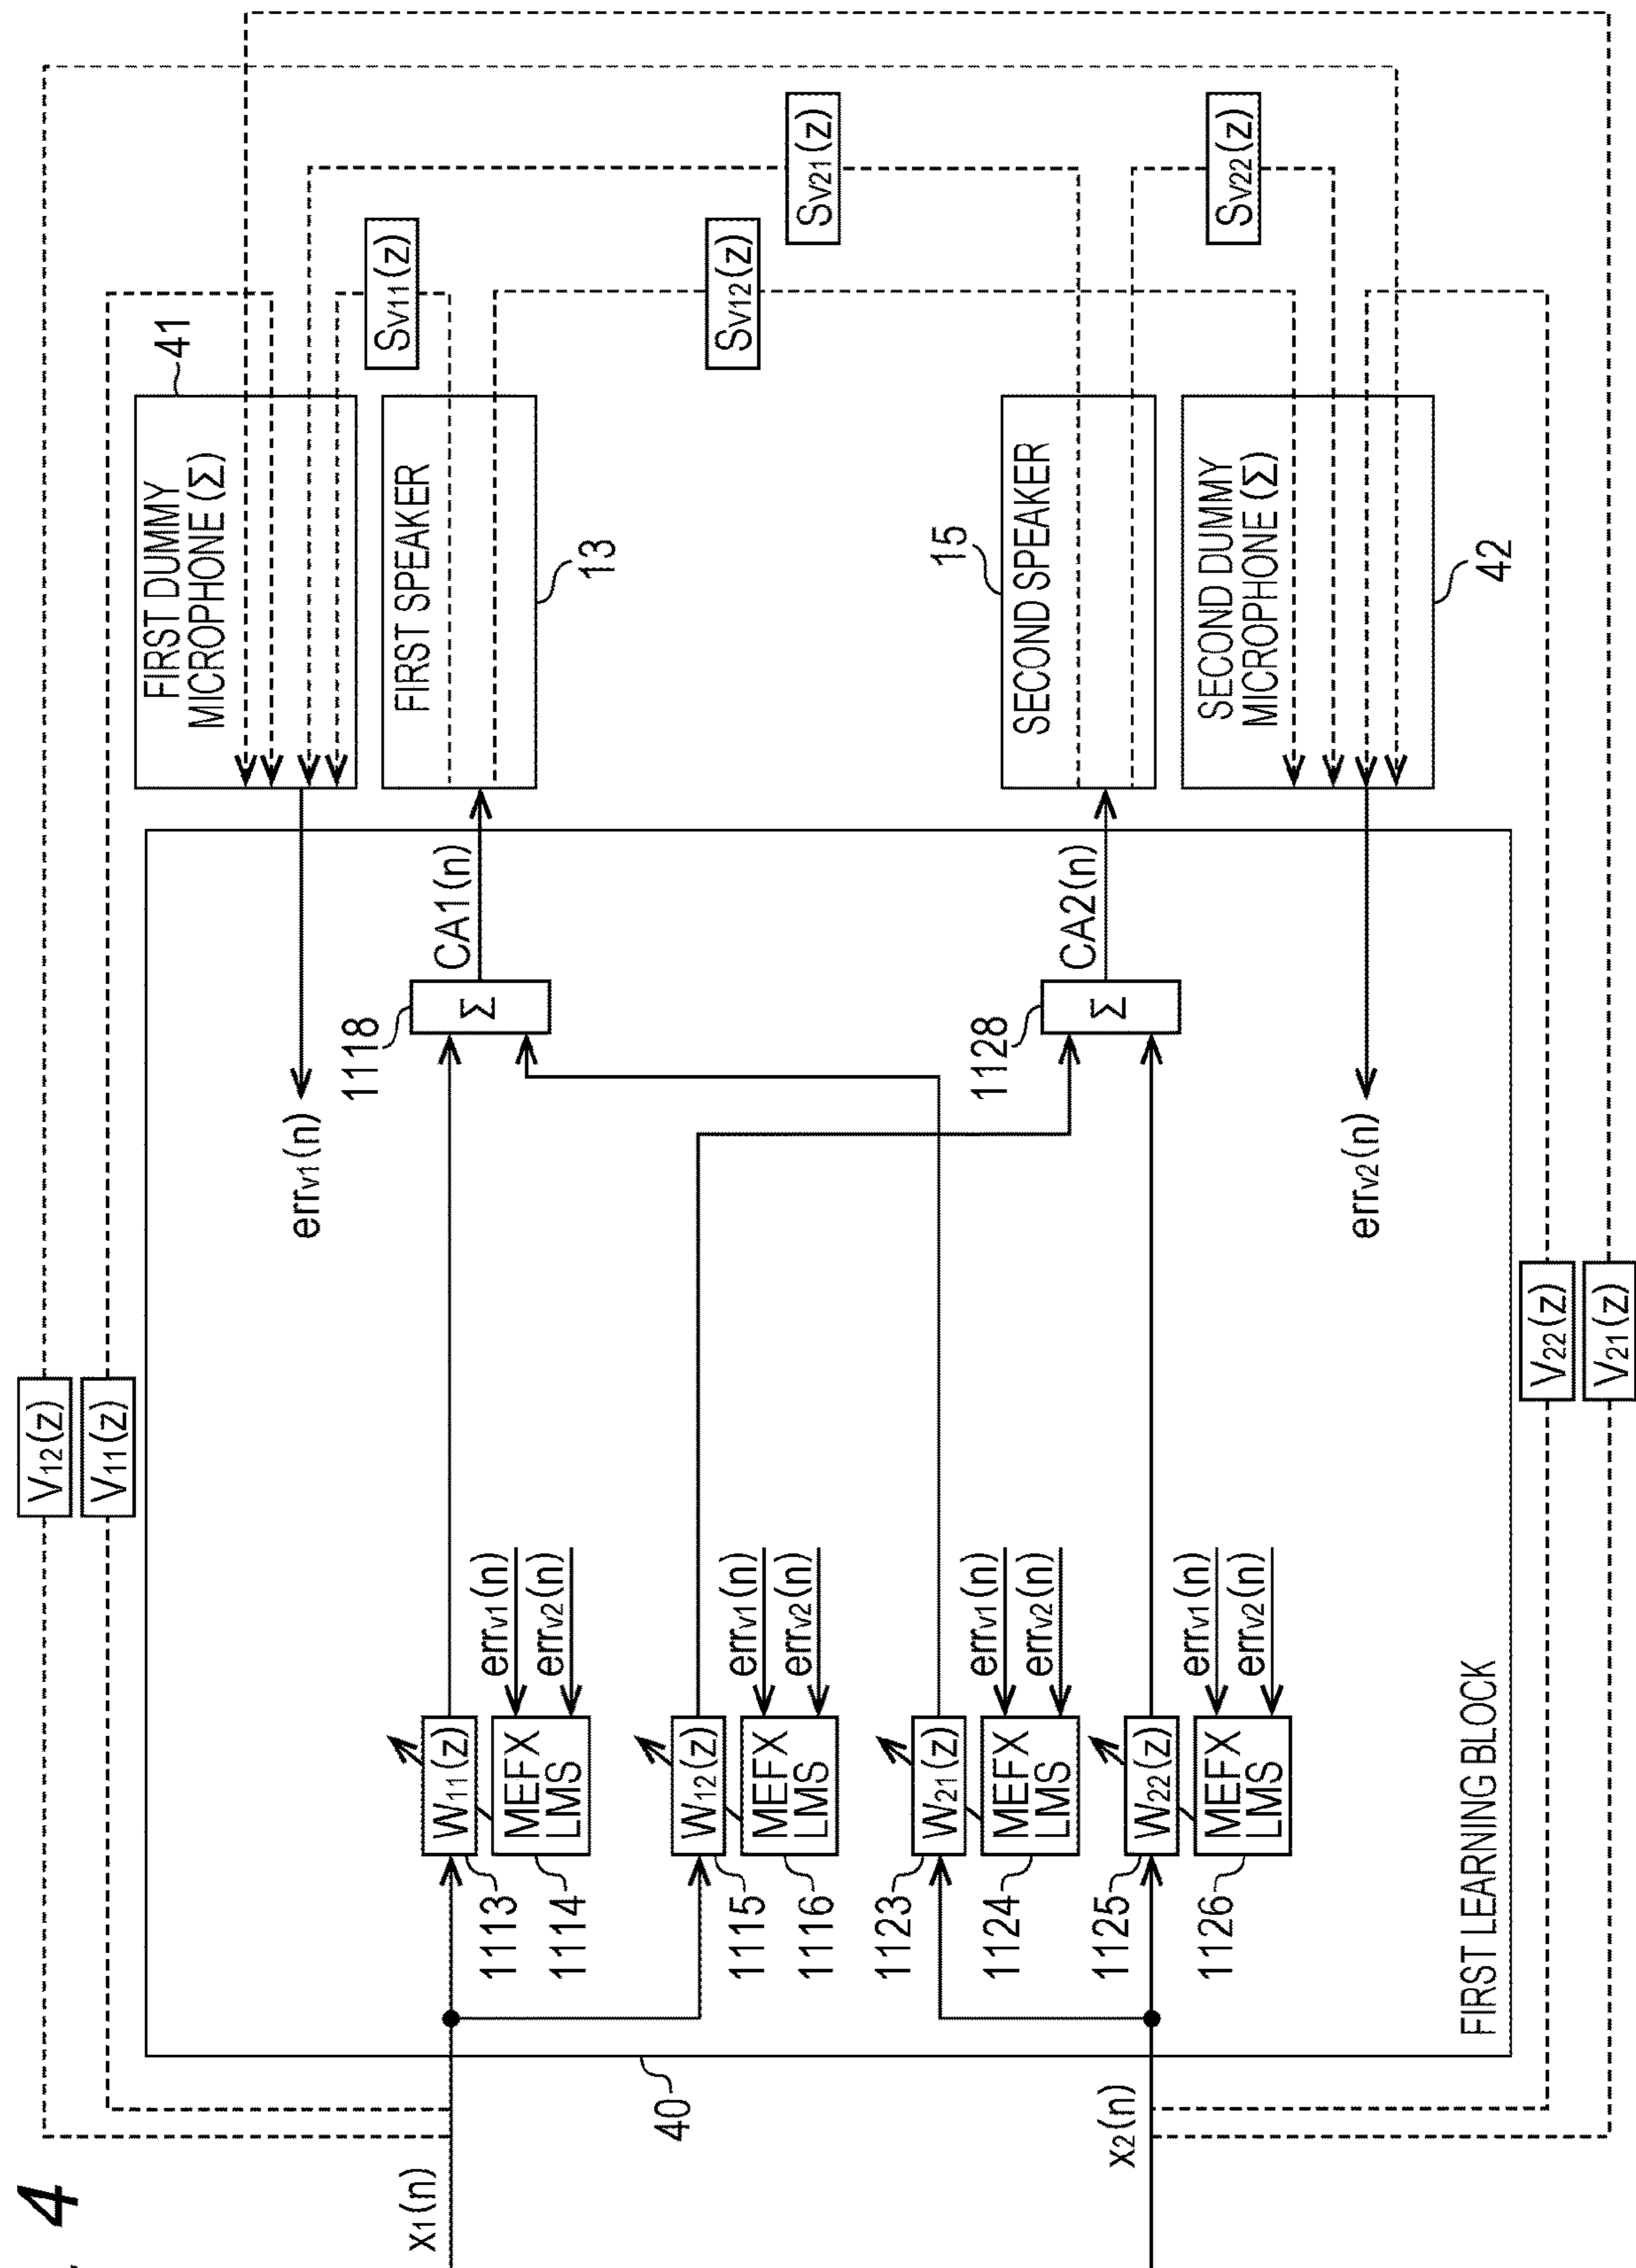 4
V12(z)
V11(z)
FIRST DUMMY
MICROPHONE (Σ)
41
errv1(n)
SV11(z)
FIRST SPEAKER
13
1118
Σ
CA1(n)
SV12(z)
SV21(z)
x1(n)
W11(z)
1113
MEFX
LMS
1114
errv1(n)
errv2(n)
40
W12(z)
1115
MEFX
LMS
1116
errv1(n)
errv2(n)
W21(z)
1123
MEFX
LMS
1124
errv1(n)
errv2(n)
1128
Σ
CA2(n)
15
SECOND SPEAKER
x2(n)
W22(z)
1125
MEFX
LMS
1126
errv1(n)
errv2(n)
SECOND DUMMY
MICROPHONE (Σ)
42
SV22(z)
errv2(n)
FIRST LEARNING BLOCK
V22(z)
V21(z)